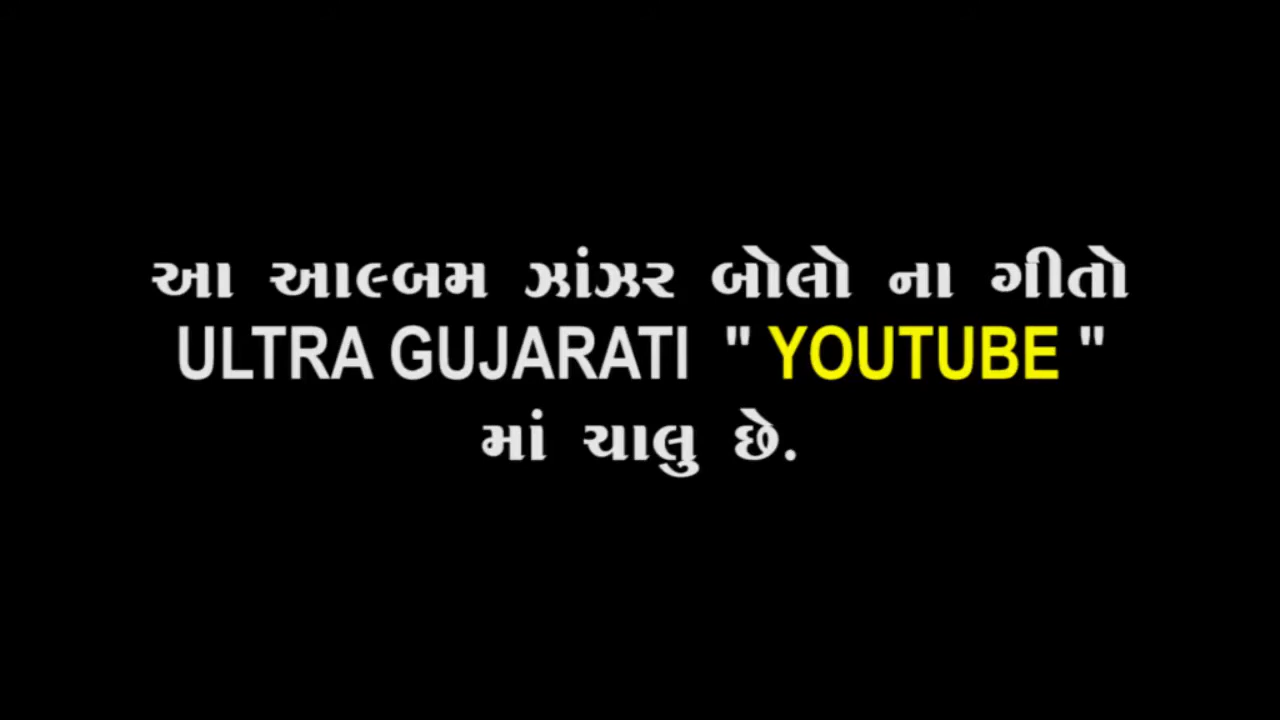 આ આલ્બમ ઝાંઝર બોલો ના ગીતો
ULTRA GUJARATI " YOUTUBE "
માં ચાલુ છે.